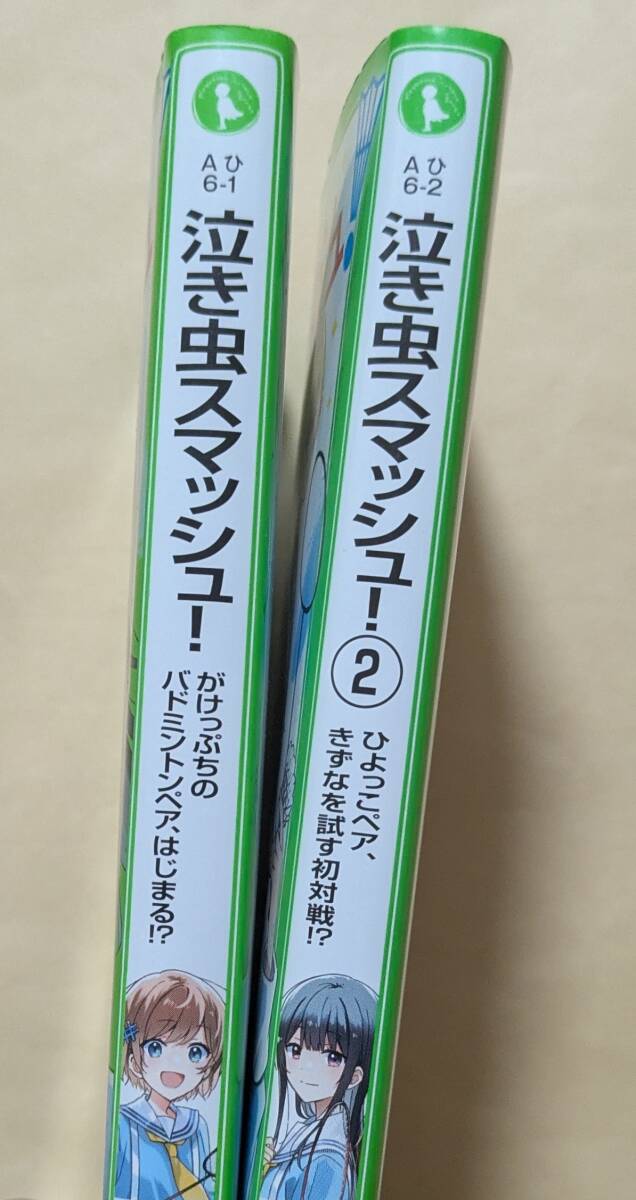 Aひ
6-1
泣き虫スマッシュ!
がけっぷちの
バドミントンペア、はじまる!?
Aひ
6-2
泣き虫スマッシュ!
2
ひよっこペア、
きずなを試す初対戦!?